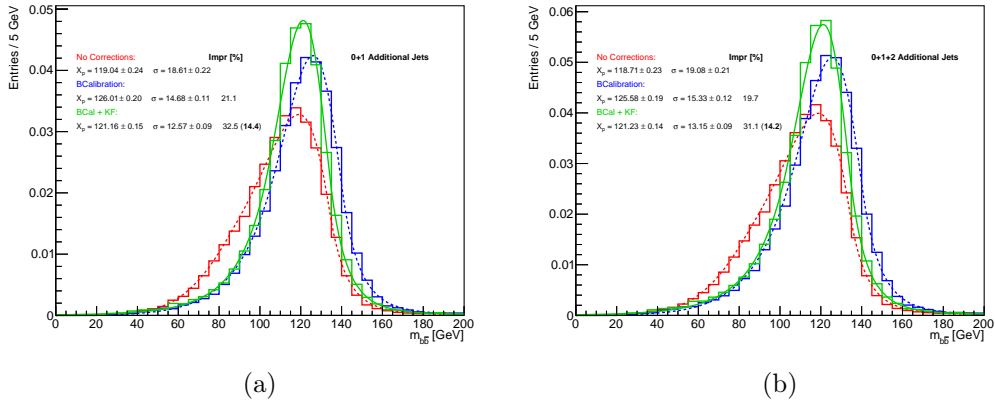 Entries / 5 GeV
0.05
0.04
0.03
0.02
0.01
0
No Corrections: Impr [%] 0+1 Additional Jets
X_p = 119.04 ± 0.24 σ = 18.61 ± 0.22
BCalibration:
X_p = 126.01 ± 0.20 σ = 14.68 ± 0.11 21.1
BCal + KF:
X_p = 121.16 ± 0.15 σ = 12.57 ± 0.09 32.5 (14.4)
0 20 40 60 80 100 120 140 160 180 200
m_bb̄ [GeV]
(a)
Entries / 5 GeV
0.06
0.05
0.04
0.03
0.02
0.01
0
No Corrections: Impr [%] 0+1+2 Additional Jets
X_p = 118.71 ± 0.23 σ = 19.08 ± 0.21
BCalibration:
X_p = 125.58 ± 0.19 σ = 15.33 ± 0.12 19.7
BCal + KF:
X_p = 121.23 ± 0.14 σ = 13.15 ± 0.09 31.1 (14.2)
0 20 40 60 80 100 120 140 160 180 200
m_bb̄ [GeV]
(b)